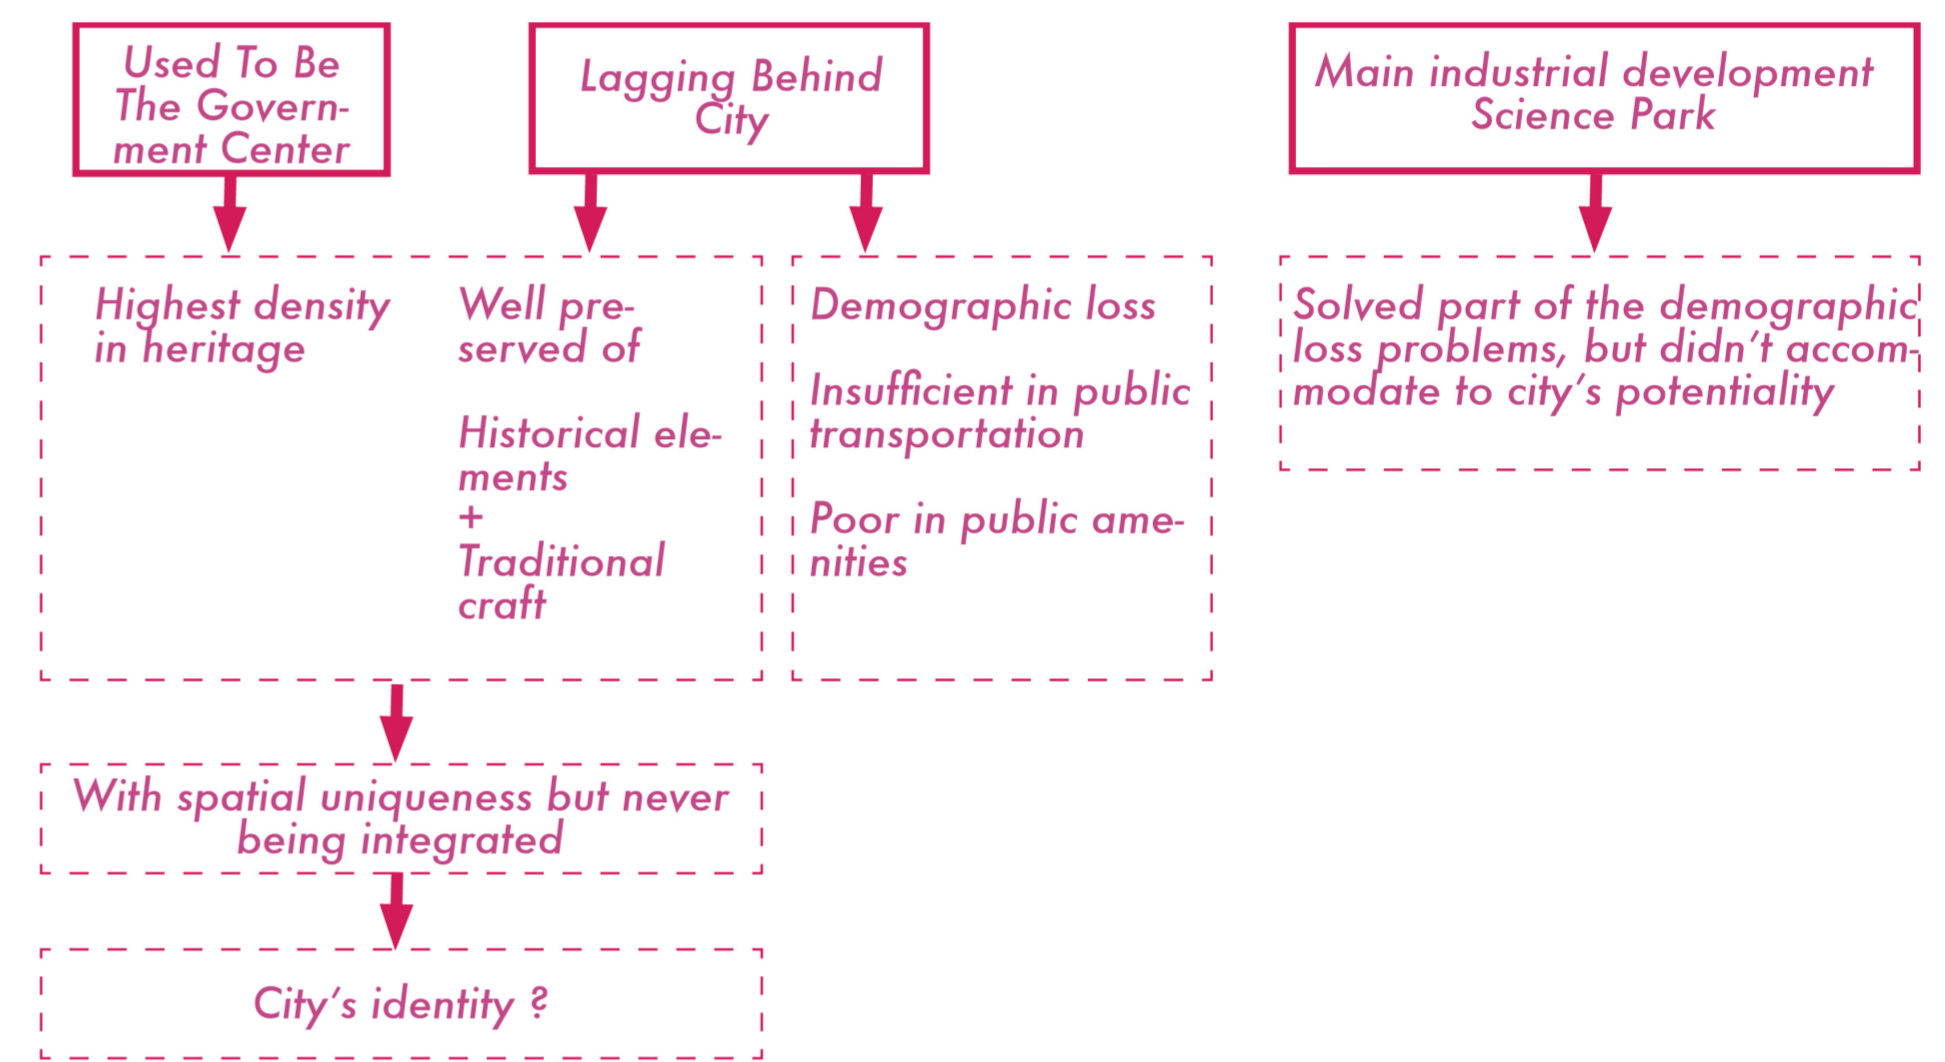 Used To Be
The Govern-
ment Center
Lagging Behind
City
Main industrial development
Science Park
Highest density
in heritage
Well pre-
served of
Historical ele-
ments
+
Traditional
craft
Demographic loss
Insufficient in public
transportation
Poor in public ame-
nities
Solved part of the demographic
loss problems, but didn't accom-
modate to city's potentiality
With spatial uniqueness but never
being integrated
City's identity ?